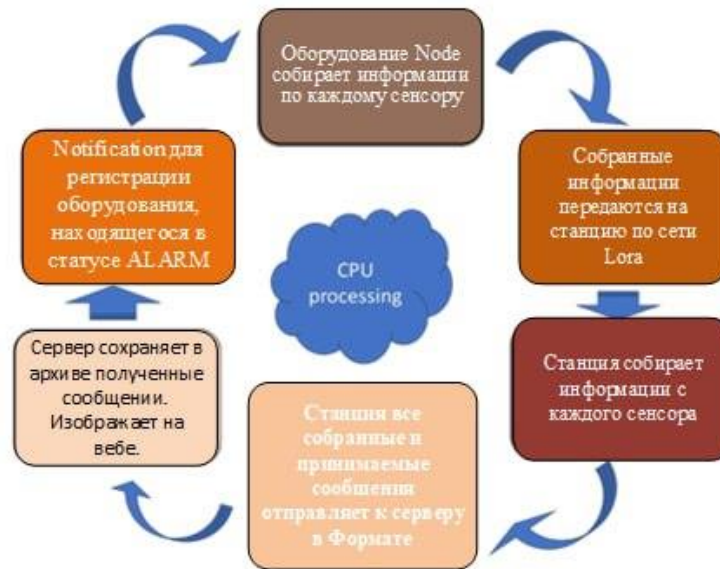 Оборудование Node
собирает информации
по каждому сенсору
Собранные
информации
передаются на
станцию по сети
Lora
Станция собирает
информации с
каждого сенсора
Станция все
собранные и
принимаемые
сообщения
отправляет к серверу
в Формате
Сервер сохраняет в
архиве полученные
сообщении.
Изображает на
вебе.
Notification для
регистрации
оборудования,
находящегося в
статусе ALARM
CPU
processing